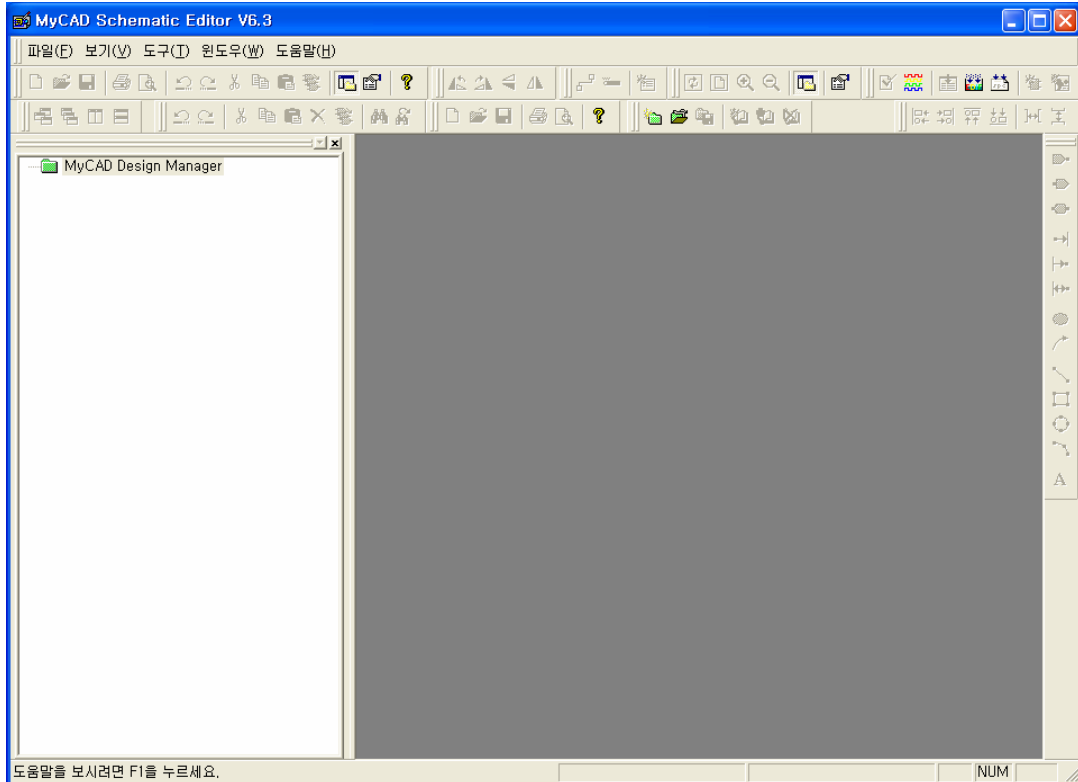 MyCAD Schematic Editor V6.3
파일(F) 보기(V) 도구(T) 윈도우(W) 도움말(H)
MyCAD Design Manager
A
도움말을 보시려면 F1을 누르세요.
NUM